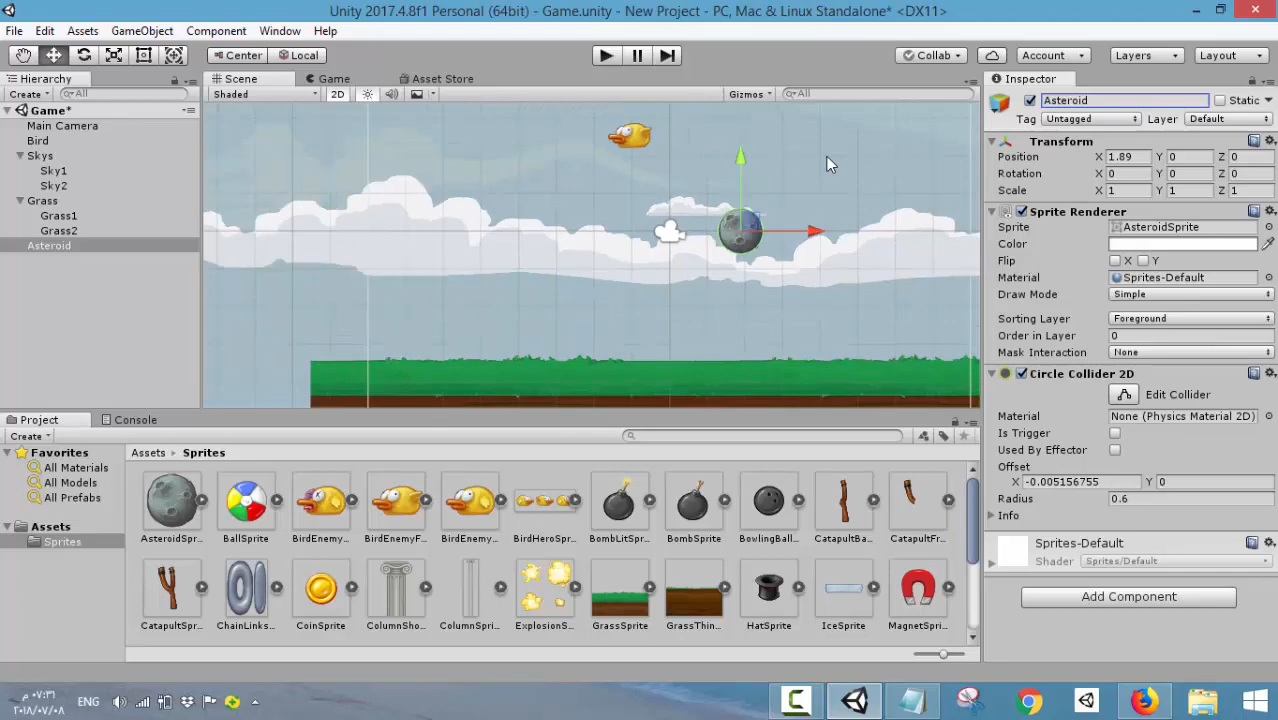 Unity 2017.4.8f1 Personal (64bit) - Game.unity - New Project - PC, Mac & Linux Standalone* <DX11>
File Edit Assets GameObject Component Window Help
Center Local Collab Account Layers Layout
Hierarchy
Create All
Game*
Main Camera
Bird
Skys
Sky1
Sky2
Grass
Grass1
Grass2
Asteroid
Scene Game Asset Store
Shaded 2D Gizmos All
Inspector
Asteroid Static
Tag Untagged Layer Default
Transform
Position X 1.89 Y 0 Z 0
Rotation X 0 Y 0 Z 0
Scale X 1 Y 1 Z 1
Sprite Renderer
Sprite AsteroidSprite
Color
Flip X Y
Material Sprites-Default
Draw Mode Simple
Sorting Layer Foreground
Order in Layer 0
Mask Interaction None
Circle Collider 2D
Edit Collider
Material None (Physics Material 2D)
Is Trigger
Used By Effector
Offset
X -0.005156755 Y 0
Radius 0.6
Info
Sprites-Default
Shader Sprites/Default
Add Component
Project Console
Create
Favorites
All Materials
All Models
All Prefabs
Assets
Sprites
Assets Sprites
AsteroidSpr... BallSprite BirdEnemy... BirdEnemyF... BirdEnemy... BirdHeroSpr... BombLitSpr... BombSprite BowlingBall... CatapultBa... CatapultFr...
CatapultSpr... ChainLinks... CoinSprite ColumnSho... ColumnSpri... ExplosionS... GrassSprite GrassThin... HatSprite IceSprite MagnetSpri...
ENG
٠٧:٣١ م
٢٠١٨/٠٧/٠٨